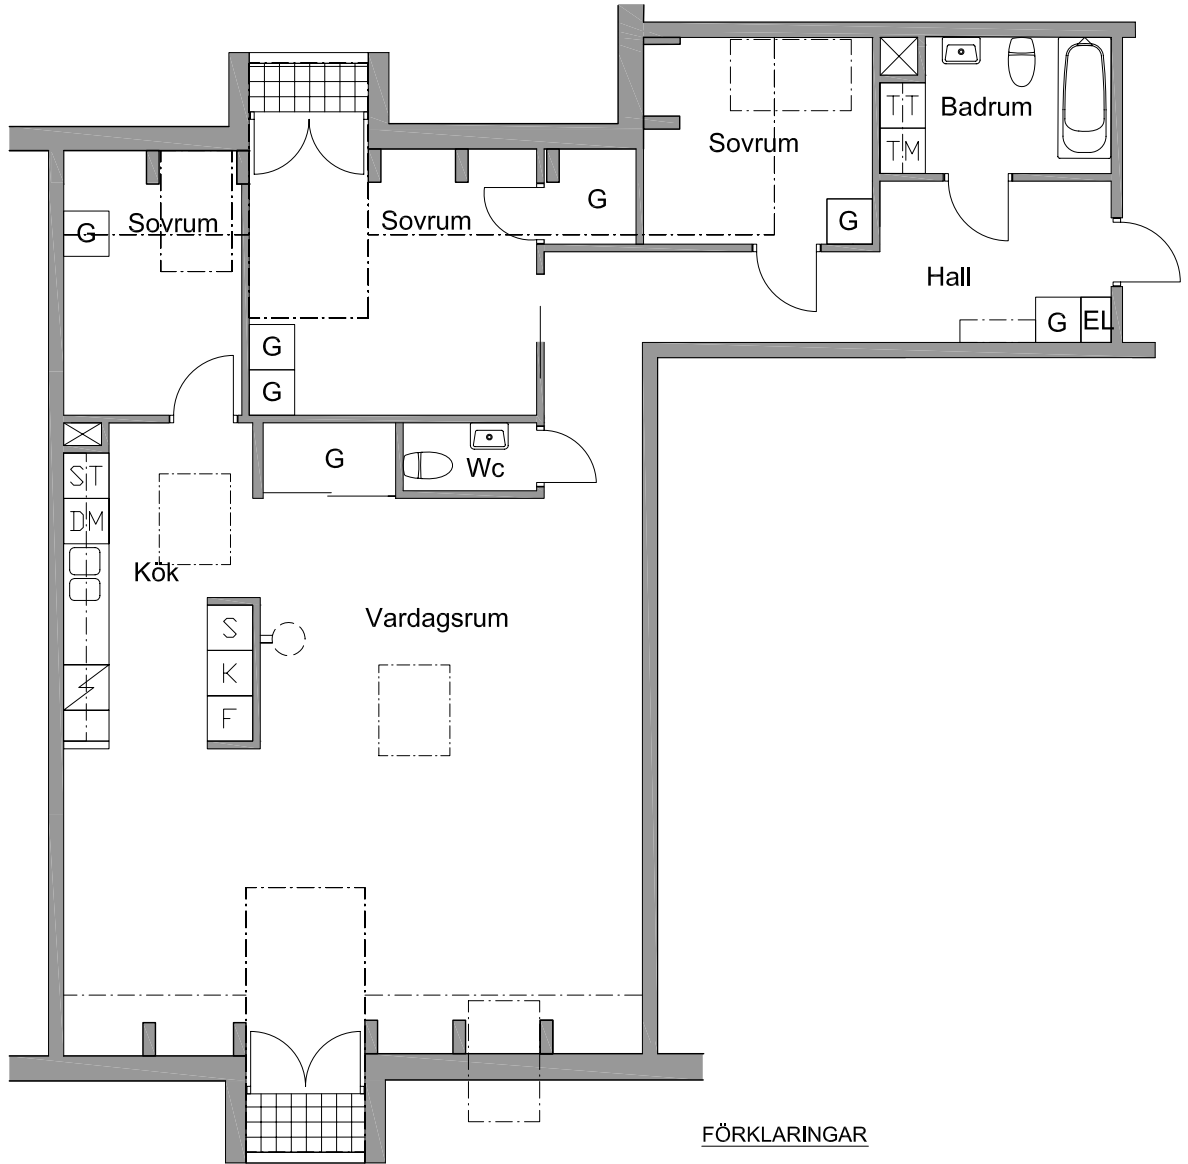 Badrum
TT
TM
Sovrum
G
Sovrum
G
Sovrum
G
G
Hall
G
EL
G
G
G
Wc
ST
DM
Kök
Vardagsrum
S
K
F
FÖRKLARINGAR